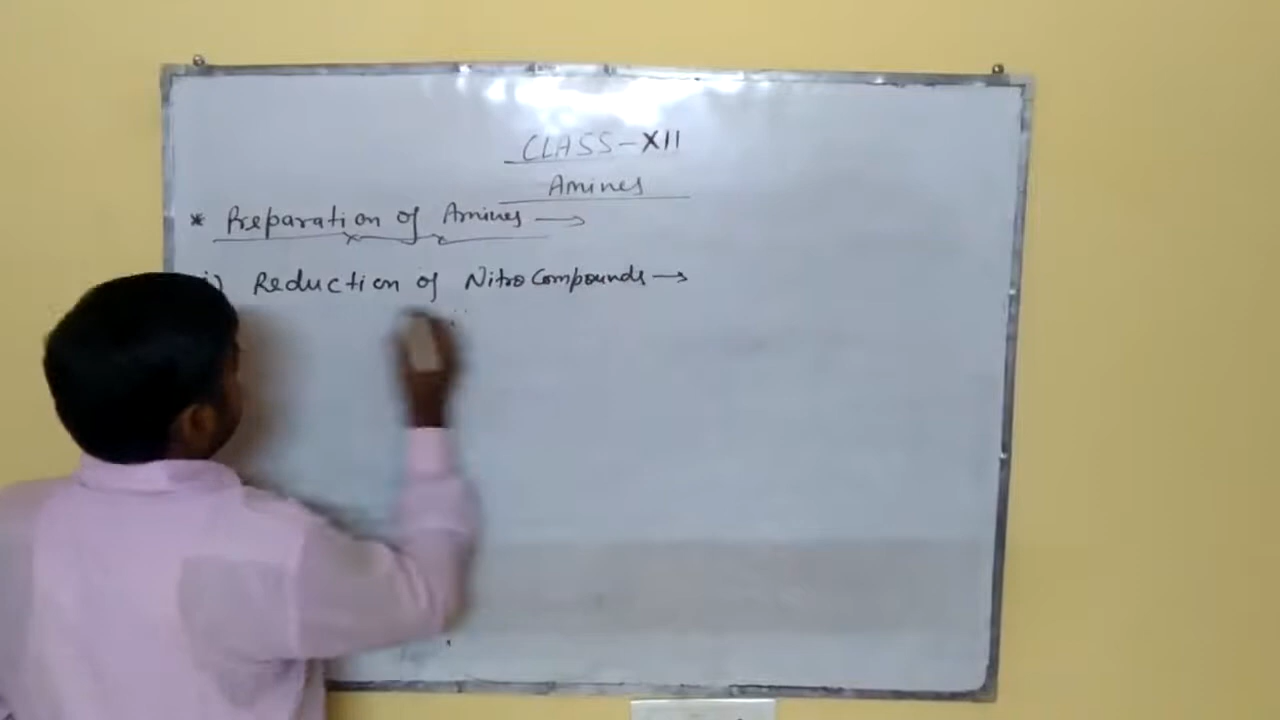 CLASS-XII
Amines
* Preparation of Amines →
i) Reduction of Nitro Compounds →